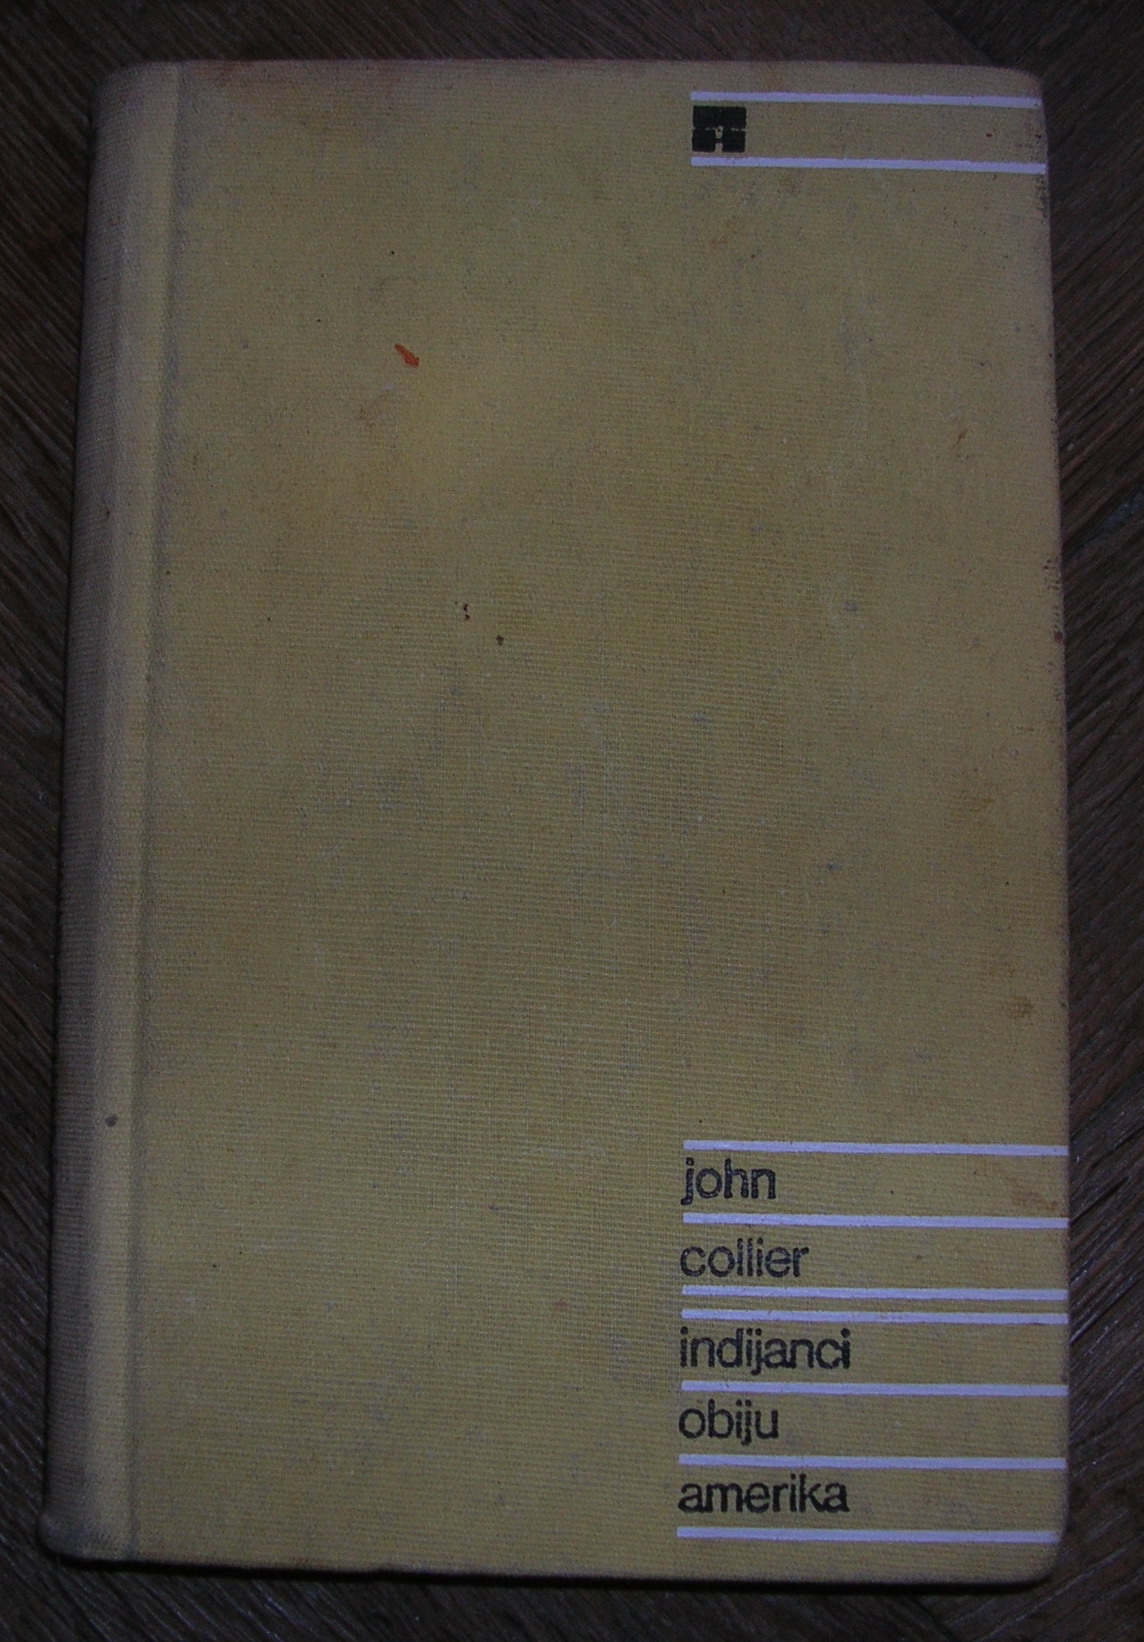 john
collier
indijanci
obiju
amerika